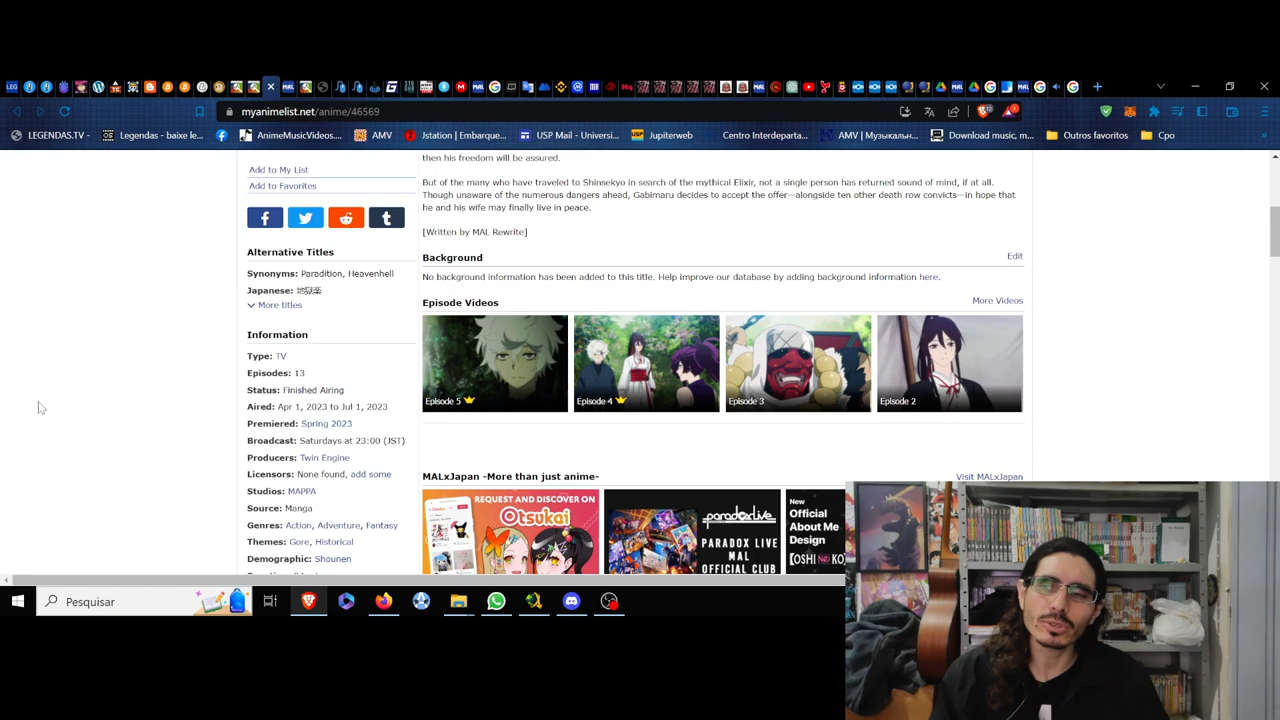 LEG
MAL
myanimelist.net/anime/46569
12
1
LEGENDAS.TV -
Legendas - baixe le...
AnimeMusicVideos....
AMV
Jstation | Embarque...
USP Mail - Universi...
Jupiterweb
Centro Interdeparta...
AMV | Музыкальн...
Download music, m...
Outros favoritos
Cpo
Add to My List
Add to Favorites
Alternative Titles
Synonyms: Paradition, Heavenhell
Japanese: 地獄楽
More titles
Information
Type: TV
Episodes: 13
Status: Finished Airing
Aired: Apr 1, 2023 to Jul 1, 2023
Premiered: Spring 2023
Broadcast: Saturdays at 23:00 (JST)
Producers: Twin Engine
Licensors: None found, add some
Studios: MAPPA
Source: Manga
Genres: Action, Adventure, Fantasy
Themes: Gore, Historical
Demographic: Shounen
then his freedom will be assured.
But of the many who have traveled to Shinsekyo in search of the mythical Elixir, not a single person has returned sound of mind, if at all.
Though unaware of the numerous dangers ahead, Gabimaru decides to accept the offer—alongside ten other death row convicts—in hope that
he and his wife may finally live in peace.
[Written by MAL Rewrite]
Background
Edit
No background information has been added to this title. Help improve our database by adding background information here.
Episode Videos
More Videos
Episode 5
Episode 4
Episode 3
Episode 2
MALxJapan -More than just anime-
Visit MALxJapan
REQUEST AND DISCOVER ON
Otsukai
paradoxlive
PARADOX LIVE
MAL
OFFICIAL CLUB
New
Official
About Me
Design
【OSHI NO KO】
Pesquisar